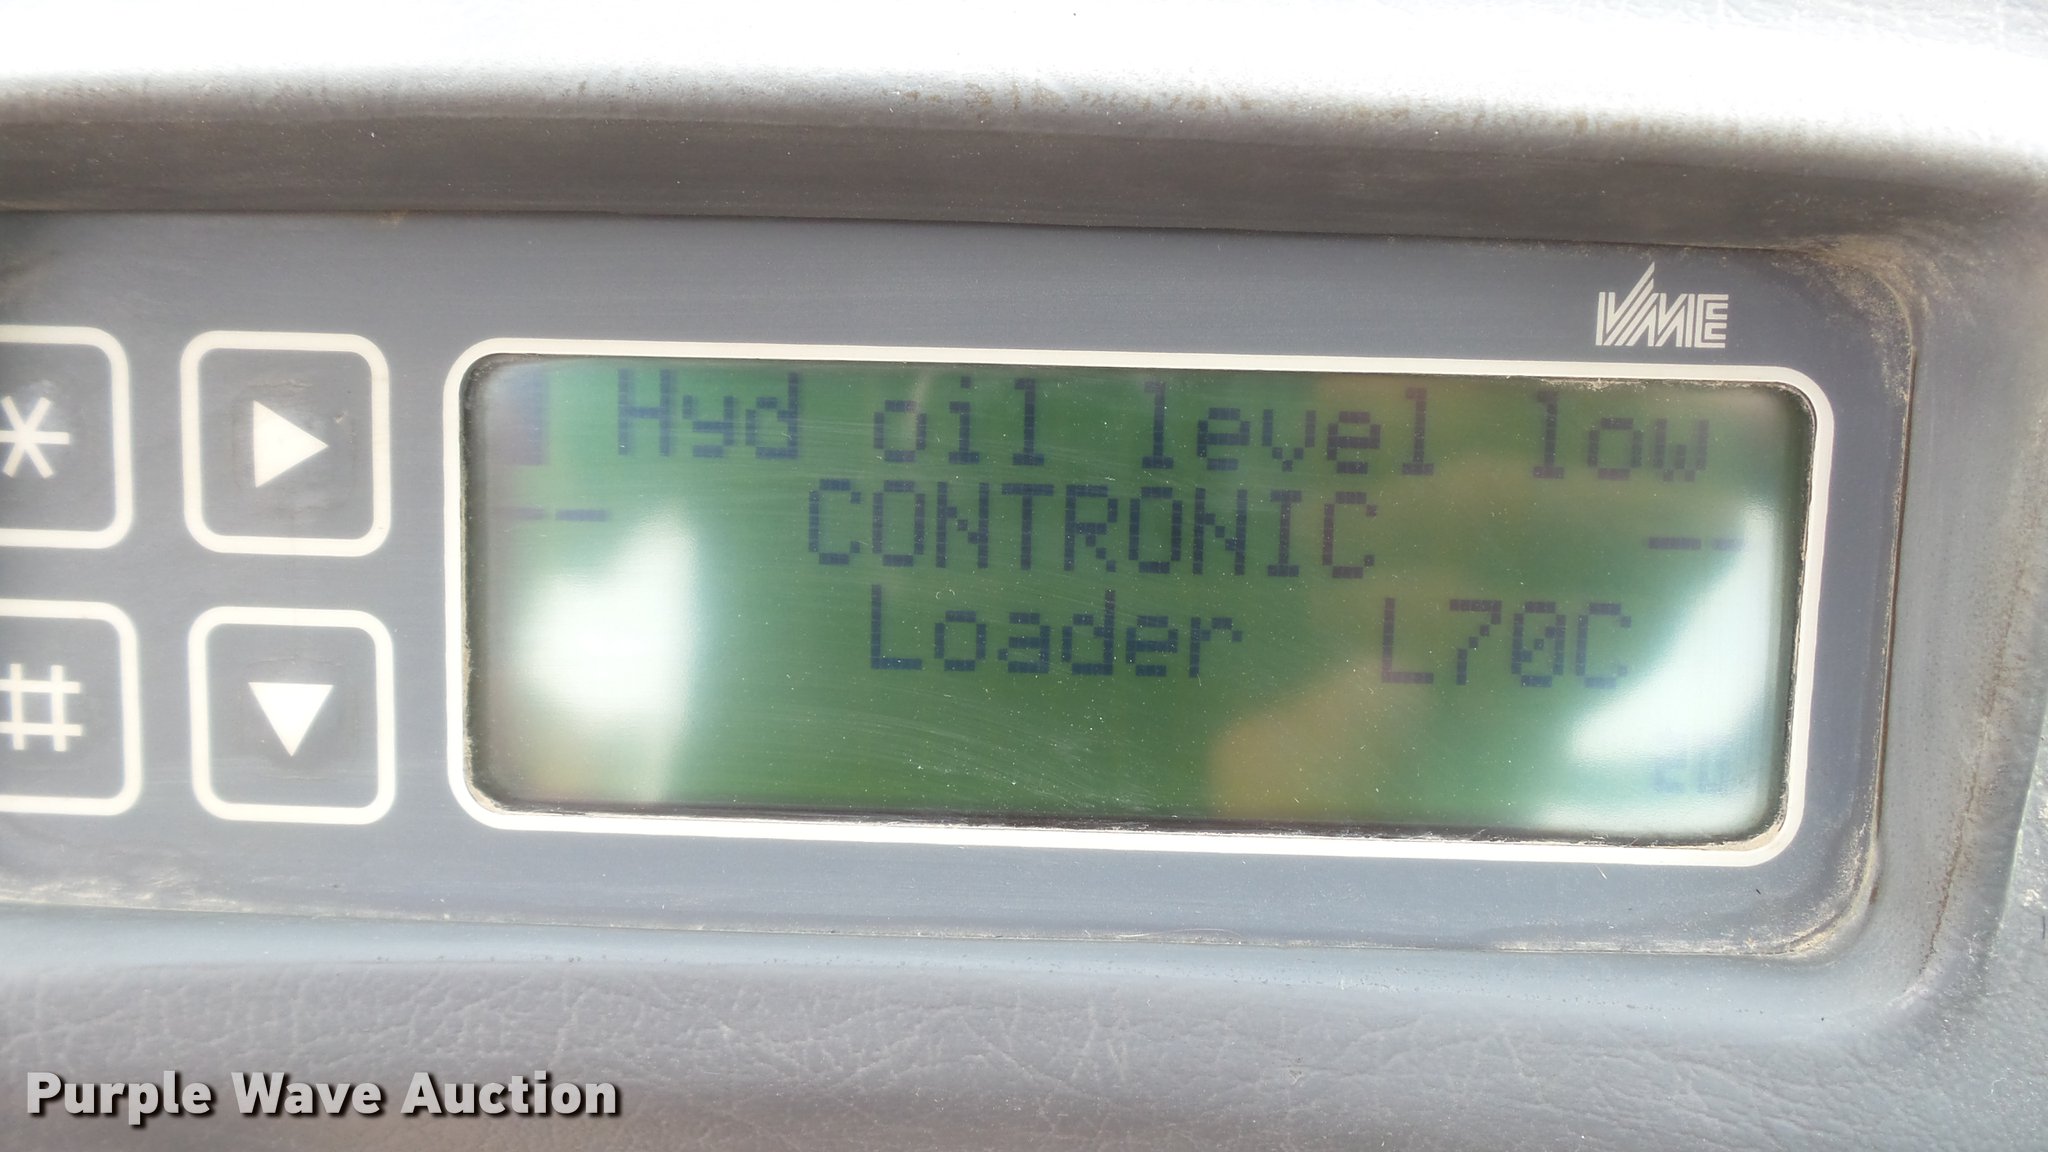 VME
Hyd oil level low
-- CONTRONIC --
Loader L70C
*
#
Purple Wave Auction